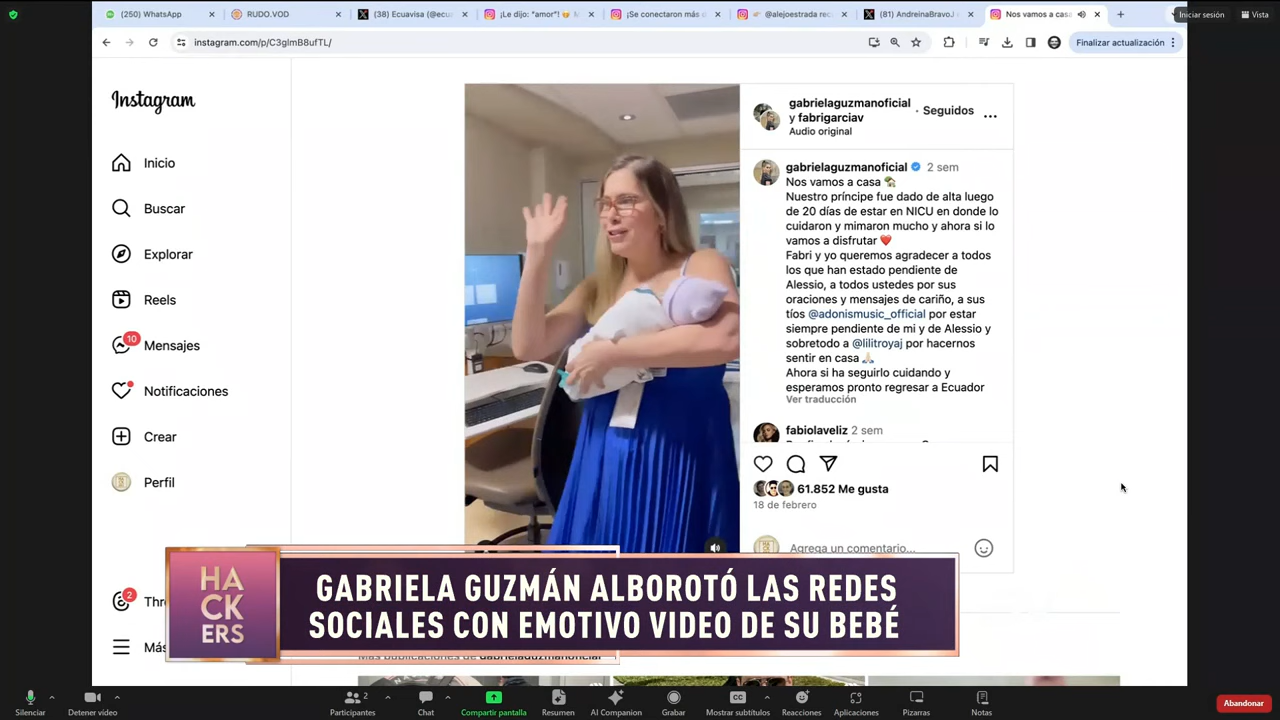 (250) WhatsApp
RUDO.VOD
(38) Ecuavisa (@ecu
¡Le dijo: "amor"!
¡Se conectaron más o
@alejoestrada rec
(81) AndreinaBravoJ
Nos vamos a casa
Iniciar sesión
Vista
instagram.com/p/C3glmB8ufTL/
Finalizar actualización
Instagram
Inicio
Buscar
Explorar
Reels
10
Mensajes
Notificaciones
Crear
Perfil
2
Thr
Más
gabrielaguzmanoficial
y fabrigarciav
· Seguidos
...
Audio original
gabrielaguzmanoficial 2 sem
Nos vamos a casa 🏡
Nuestro príncipe fue dado de alta luego
de 20 días de estar en NICU en donde lo
cuidaron y mimaron mucho y ahora si lo
vamos a disfrutar ❤️
Fabri y yo queremos agradecer a todos
los que han estado pendiente de
Alessio, a todos ustedes por sus
oraciones y mensajes de cariño, a sus
tíos @adonismusic_official por estar
siempre pendiente de mi y de Alessio y
sobretodo a @lilitroyaj por hacernos
sentir en casa 🙏🏻
Ahora si ha seguirlo cuidando y
esperamos pronto regresar a Ecuador
Ver traducción
fabiolaveliz 2 sem
61.852 Me gusta
18 de febrero
Agrega un comentario...
HA
CK
ERS
GABRIELA GUZMÁN ALBOROTÓ LAS REDES
SOCIALES CON EMOTIVO VIDEO DE SU BEBÉ
Más publicaciones de gabrielaguzmanoficial
Silenciar
Detener video
Participantes
2
Chat
Compartir pantalla
Resumen
AI Companion
Grabar
Mostrar subtítulos
Reacciones
Aplicaciones
Pizarras
Notas
Abandonar